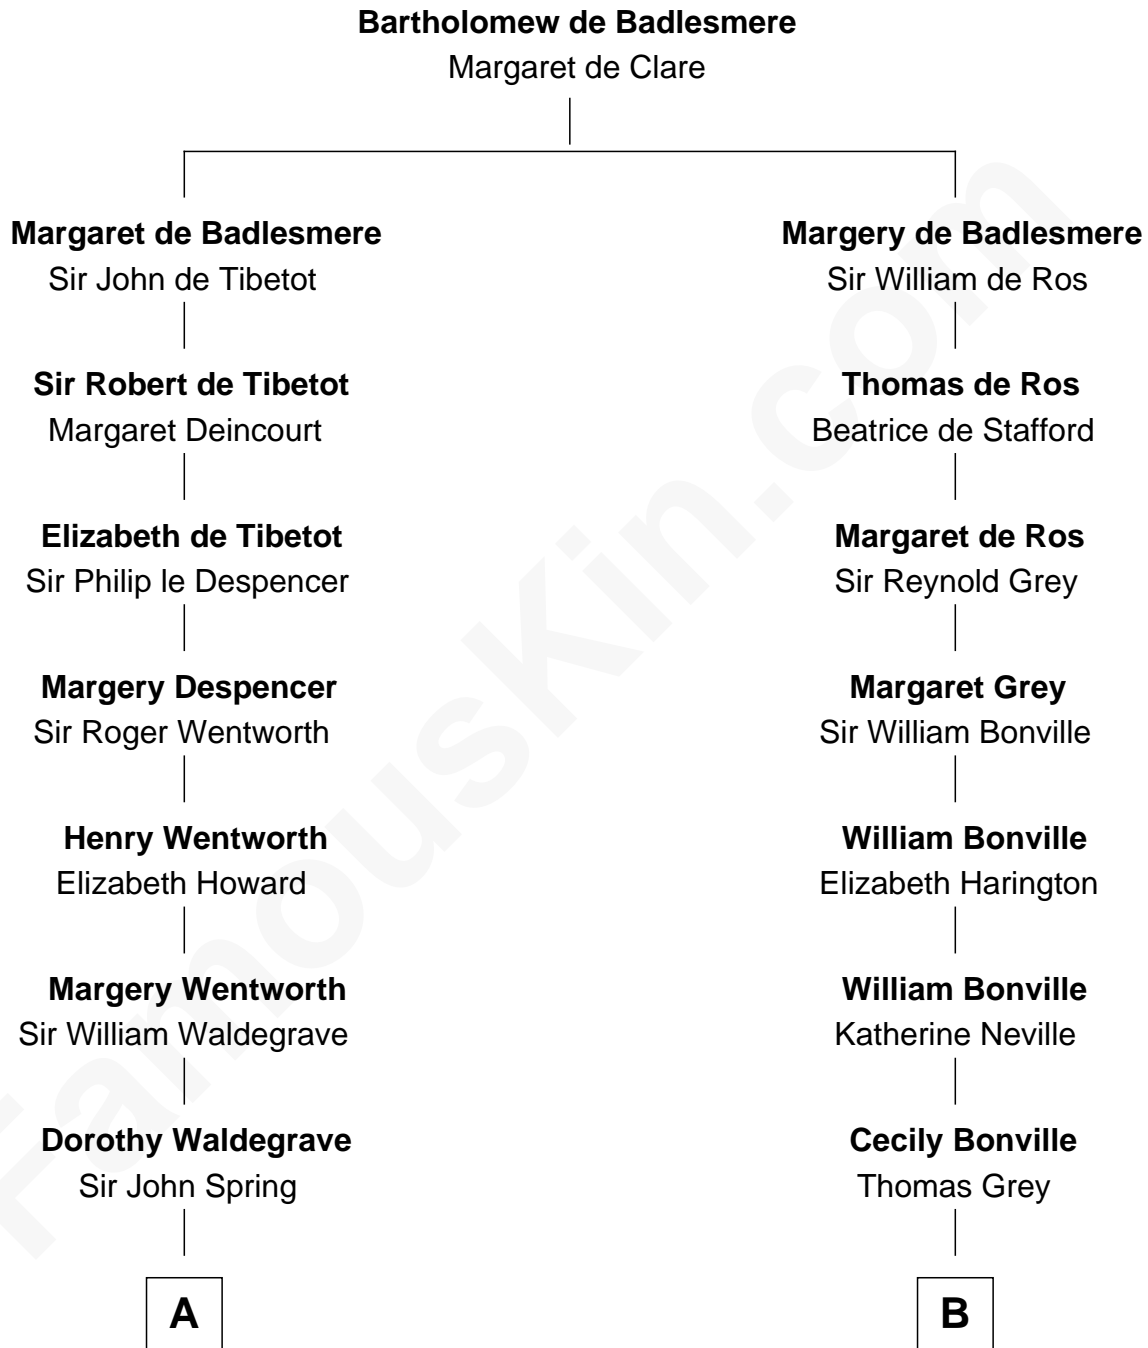 Bartholomew de Badlesmere
Margaret de Clare
Margaret de Badlesmere
Sir John de Tibetot
Margery de Badlesmere
Sir William de Ros
Sir Robert de Tibetot
Margaret Deincourt
Thomas de Ros
Beatrice de Stafford
Elizabeth de Tibetot
Sir Philip le Despencer
Margaret de Ros
Sir Reynold Grey
Margery Despencer
Sir Roger Wentworth
Margaret Grey
Sir William Bonville
Henry Wentworth
Elizabeth Howard
William Bonville
Elizabeth Harington
Margery Wentworth
Sir William Waldegrave
William Bonville
Katherine Neville
Dorothy Waldegrave
Sir John Spring
Cecily Bonville
Thomas Grey
A
B
FamousKin.com